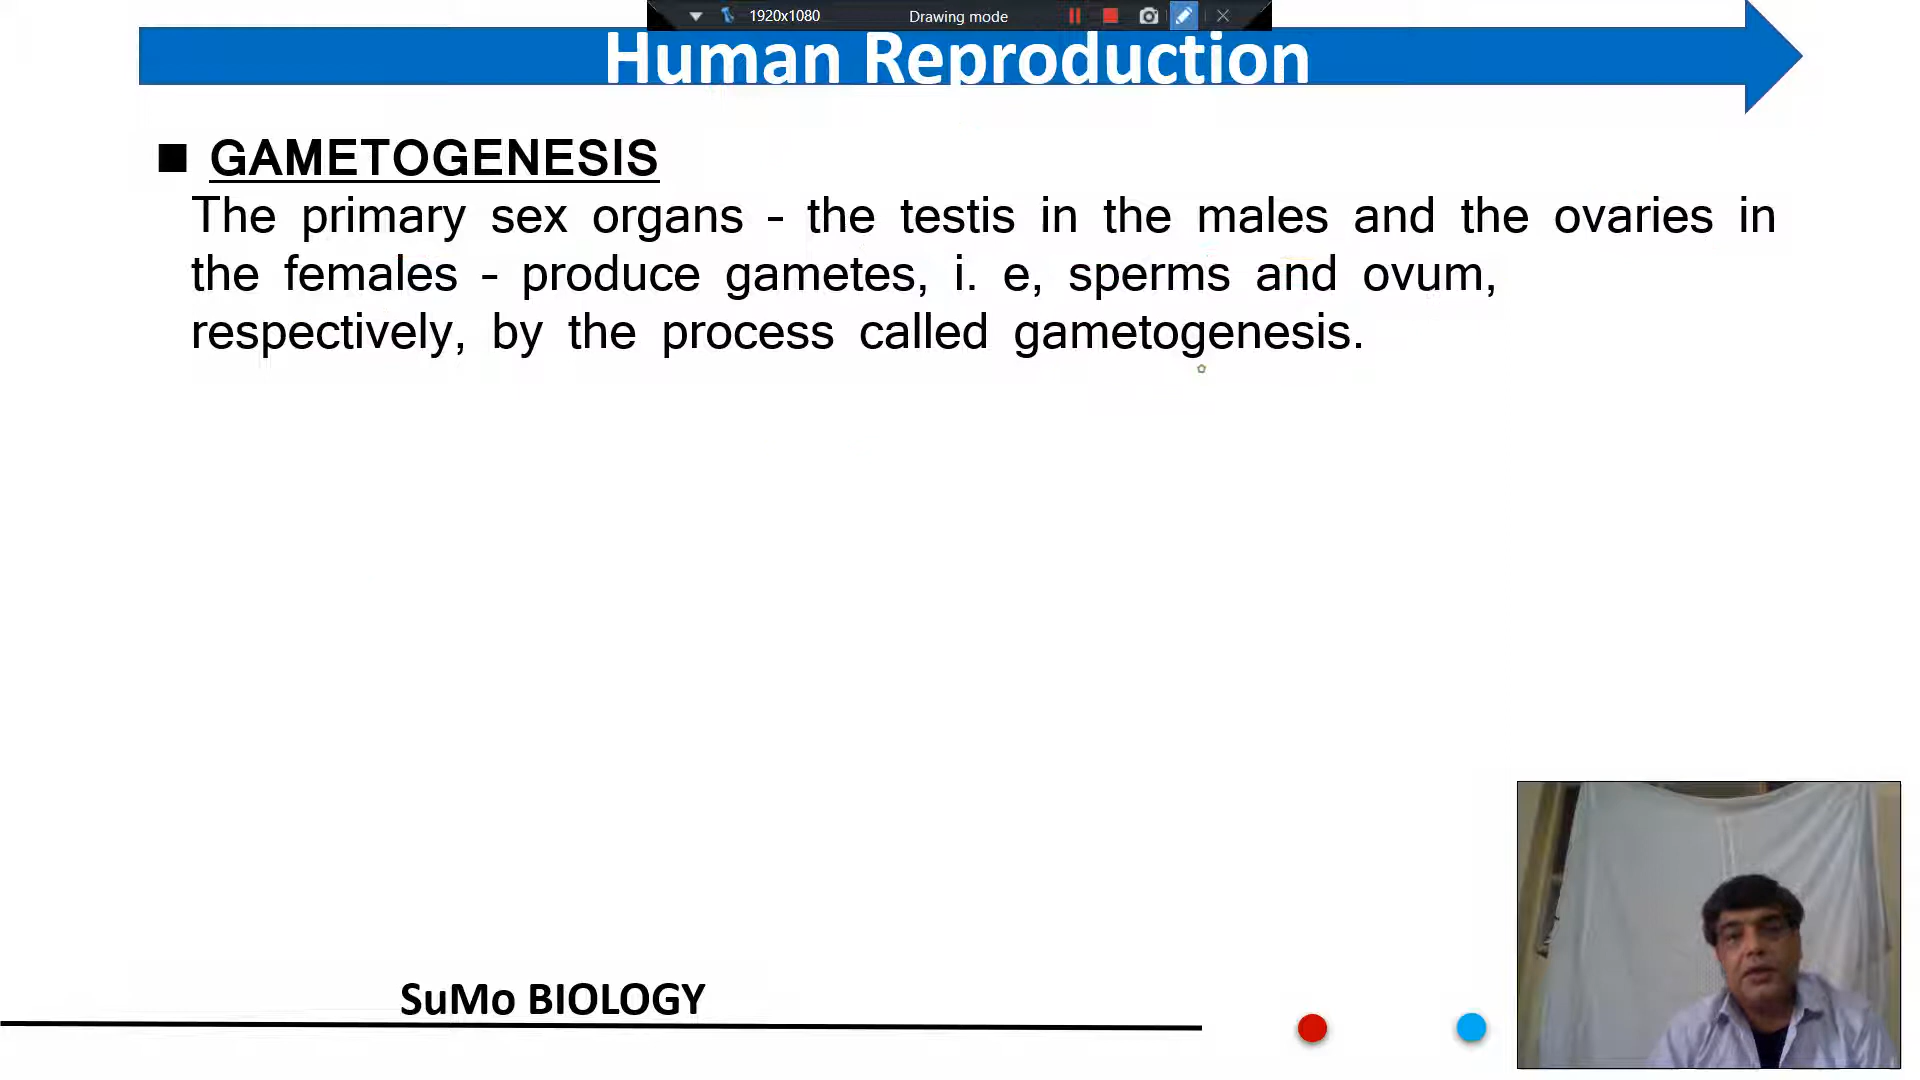 1920x1080 Drawing mode
Human Reproduction
GAMETOGENESIS
The primary sex organs - the testis in the males and the ovaries in
the females - produce gametes, i. e, sperms and ovum,
respectively, by the process called gametogenesis.
SuMo BIOLOGY